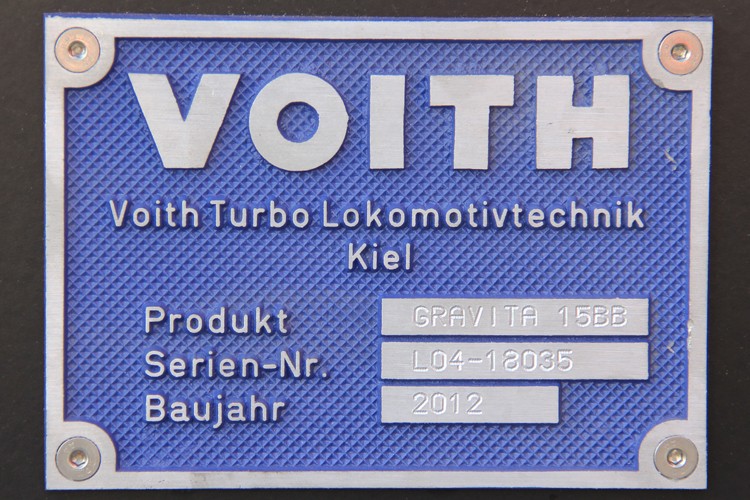 VOITH
Voith Turbo Lokomotivtechnik
Kiel
Produkt GRAVITA 15BB
Serien-Nr. L04-18035
Baujahr 2012